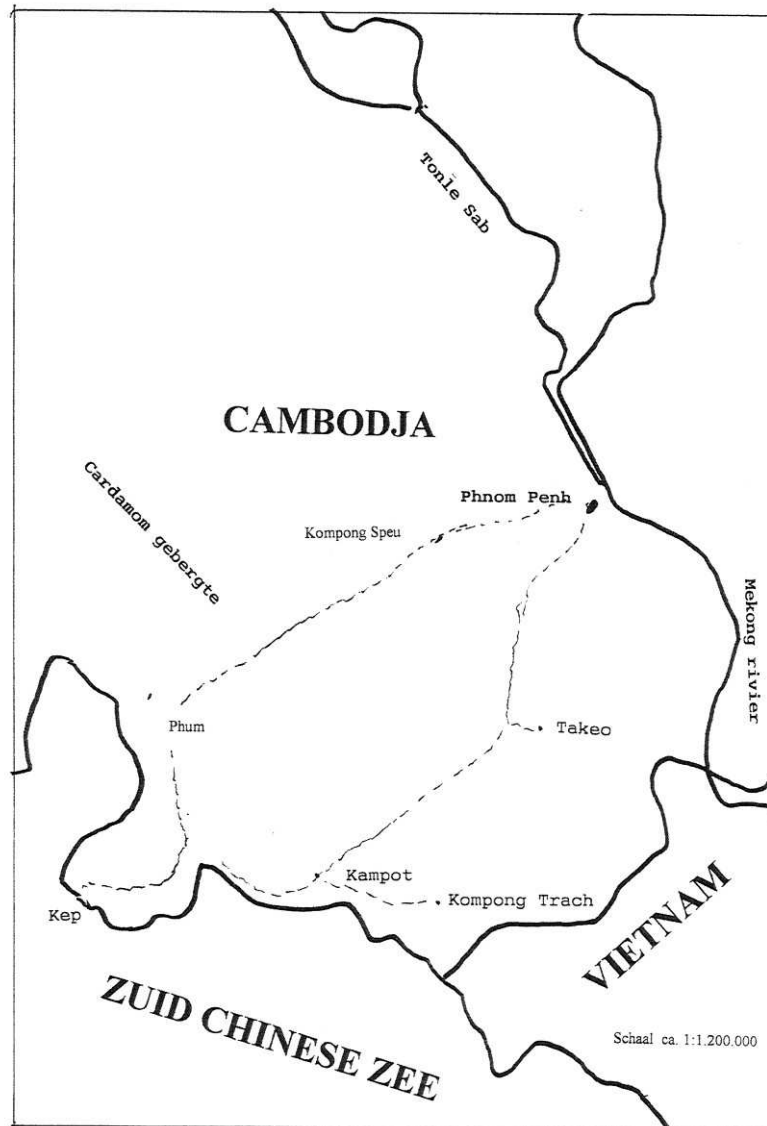 Tonle Sab
CAMBODJA
Cardamom gebergte
Phnom Penh
Kompong Speu
Mekong rivier
Phum
Takeo
Kampot
Kompong Trach
Kep
VIETNAM
ZUID CHINESE ZEE
Schaal ca. 1:1.200.000